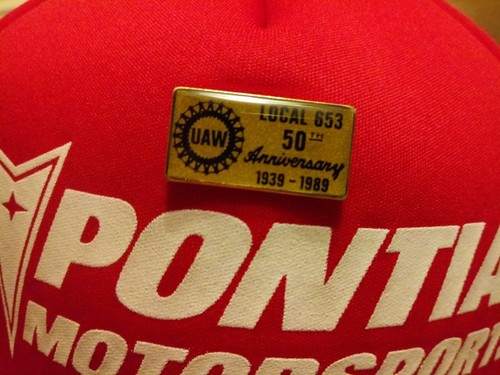 UAW
LOCAL 653
50TH
Anniversary
1939 - 1989
PONTIA
MOTORSPORT